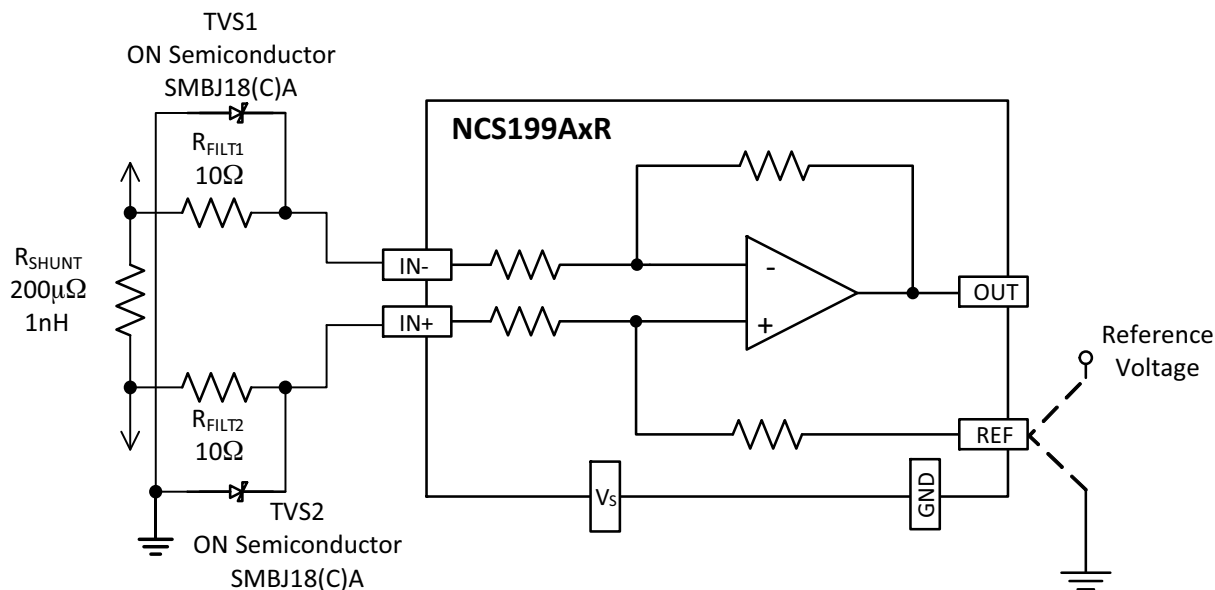 TVS1
ON Semiconductor
SMBJ18(C)A
NCS199AxR
RFILT1
10Ω
RSHUNT
200μΩ
1nH
IN-
-
OUT
IN+
+
Reference
Voltage
RFILT2
10Ω
REF
VS
GND
TVS2
ON Semiconductor
SMBJ18(C)A